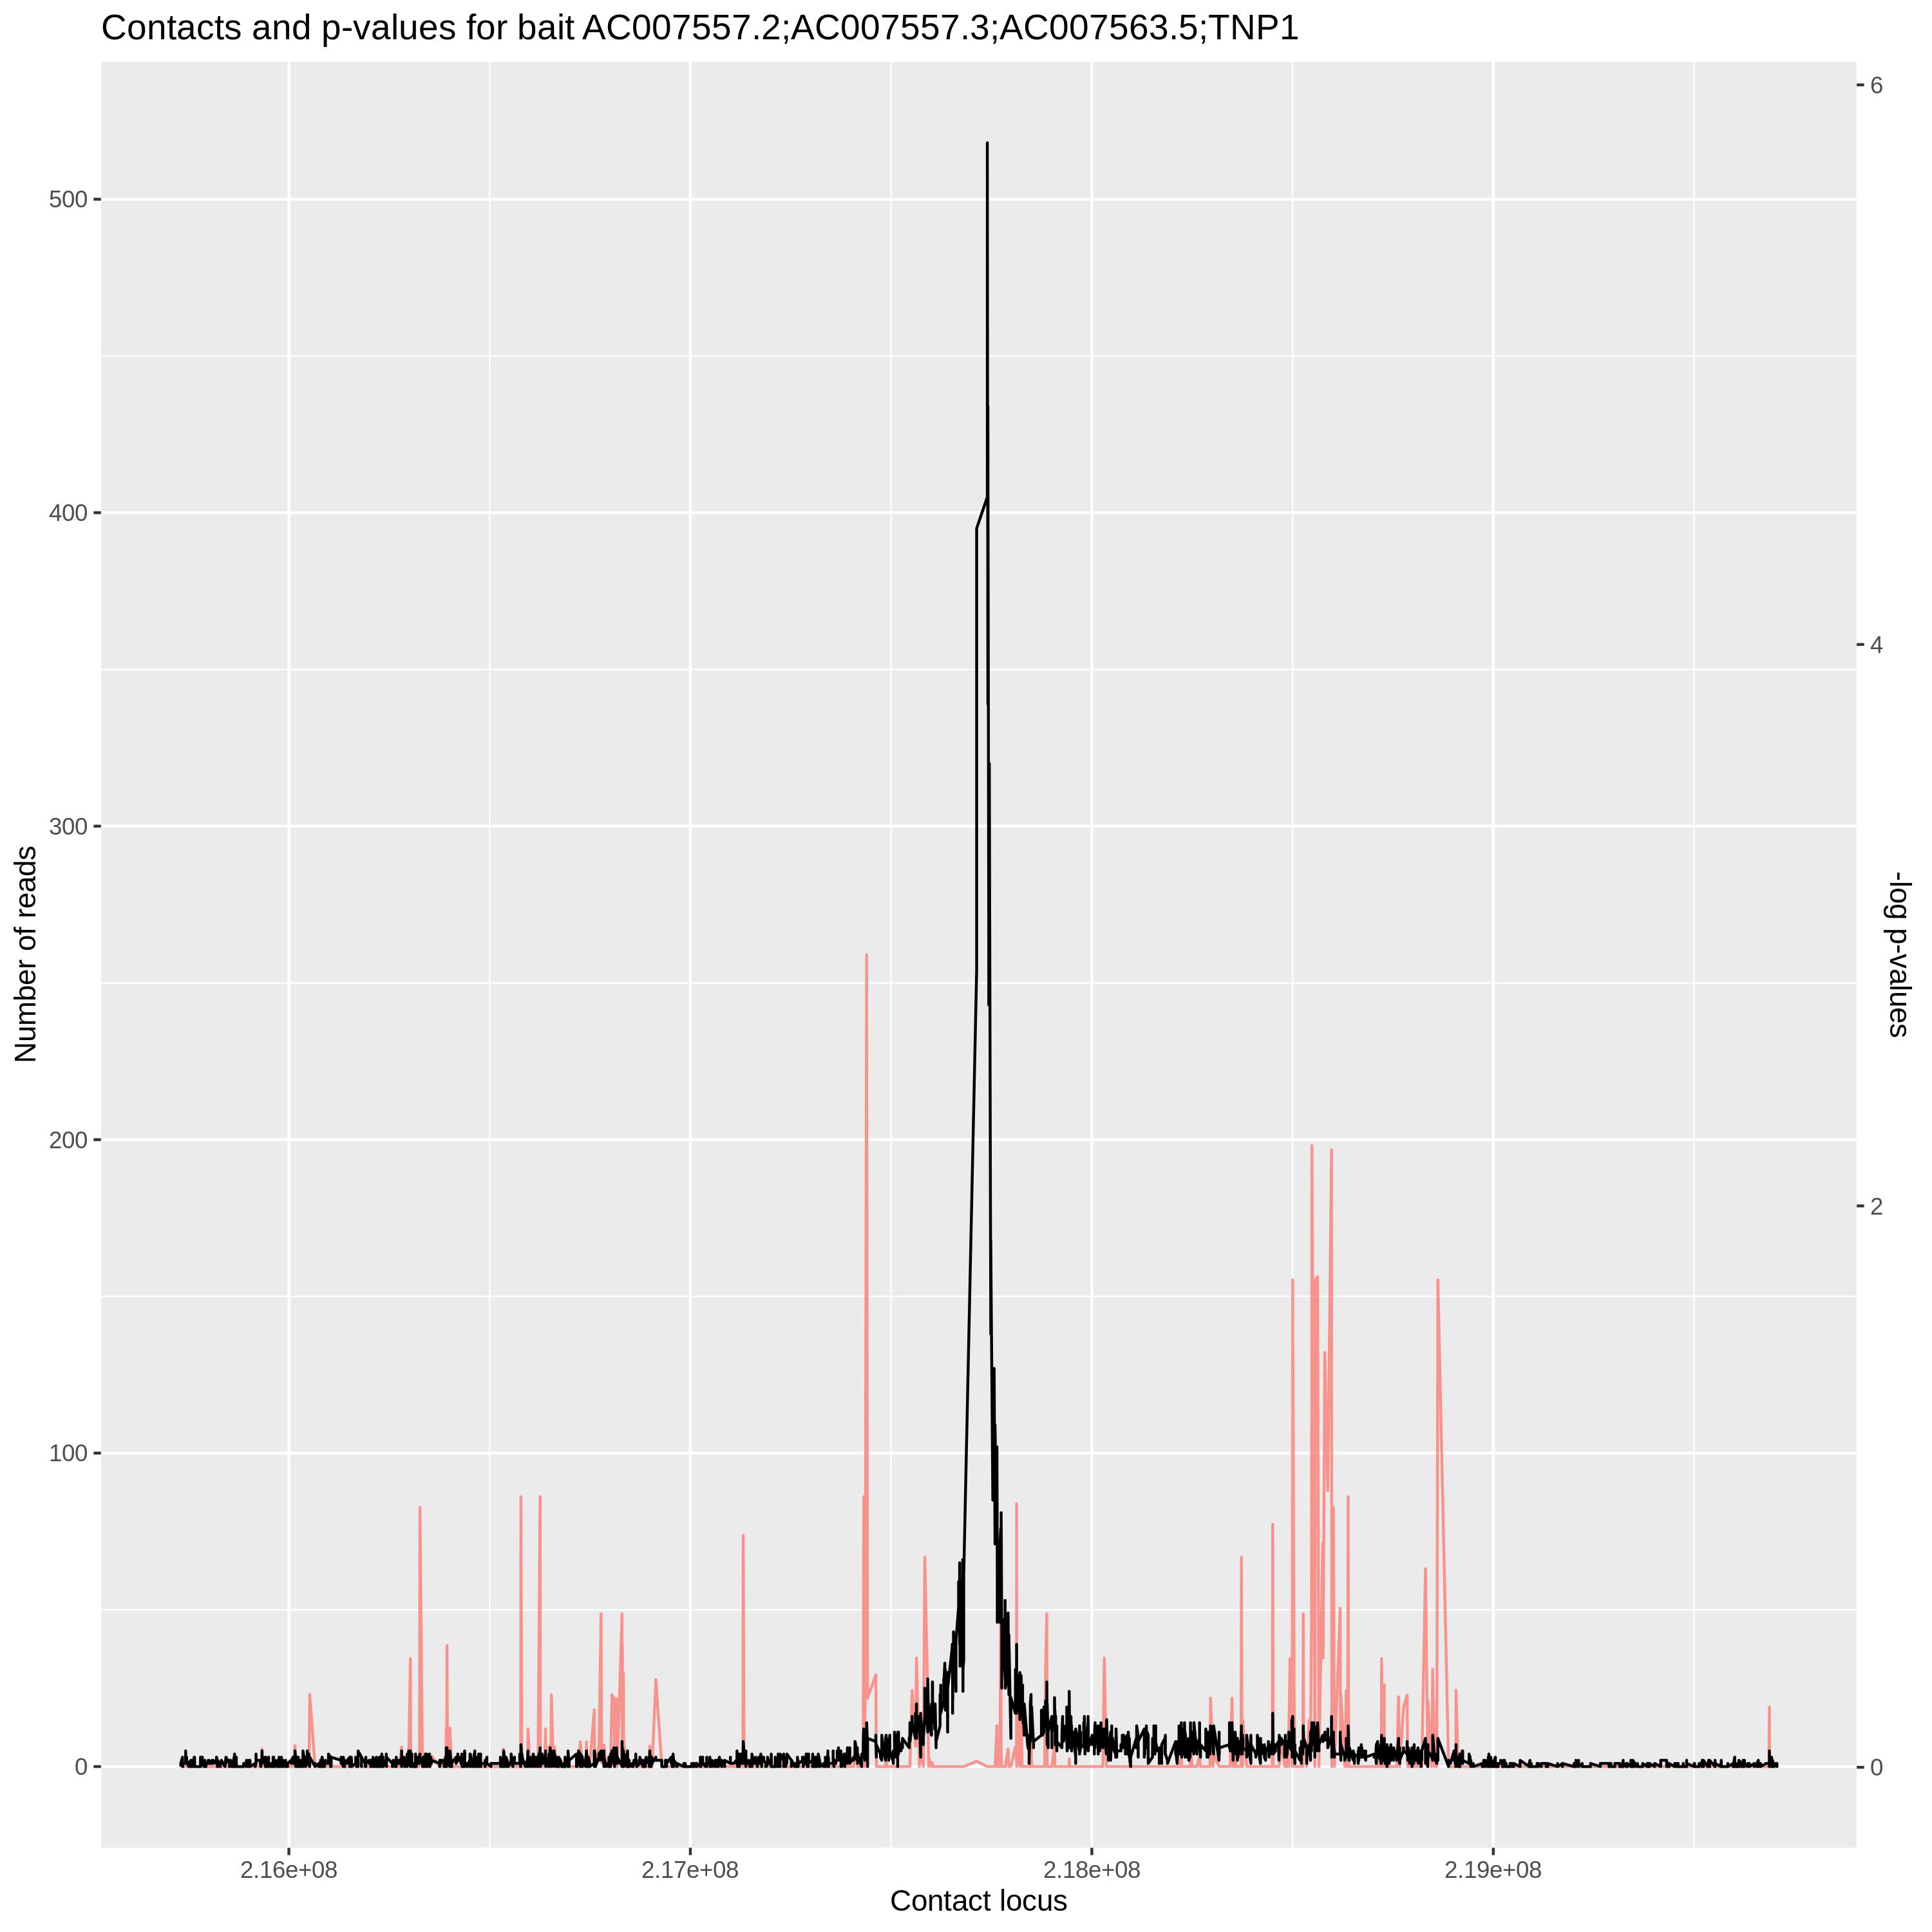 Contacts and p-values for bait AC007557.2;AC007557.3;AC007563.5;TNP1
6
500
400
4
300
Number of reads
-log p-values
200
2
100
0
0
2.16e+08
2.17e+08
2.18e+08
2.19e+08
Contact locus